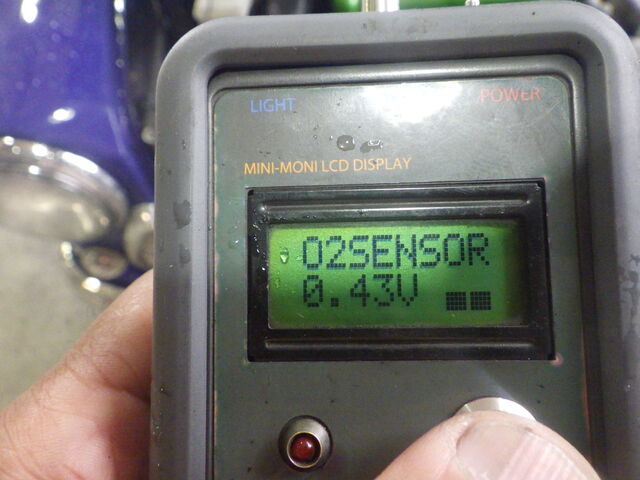 LIGHT POWER
MINI-MONI LCD DISPLAY
O2SENSOR
0.43V